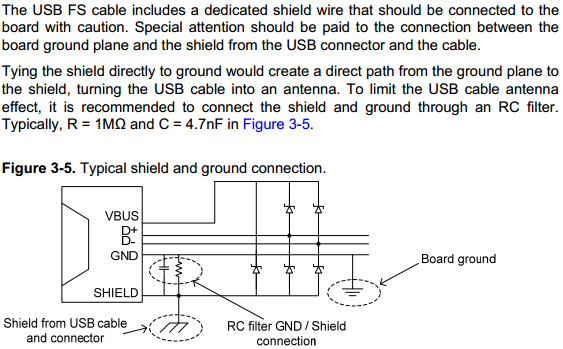 The USB FS cable includes a dedicated shield wire that should be connected to the
board with caution. Special attention should be paid to the connection between the
board ground plane and the shield from the USB connector and the cable.
Tying the shield directly to ground would create a direct path from the ground plane to
the shield, turning the USB cable into an antenna. To limit the USB cable antenna
effect, it is recommended to connect the shield and ground through an RC filter.
Typically, R = 1MΩ and C = 4.7nF in Figure 3-5.
Figure 3-5. Typical shield and ground connection.
VBUS
D+
D-
GND
Board ground
SHIELD
Shield from USB cable
and connector
RC filter GND / Shield
connection